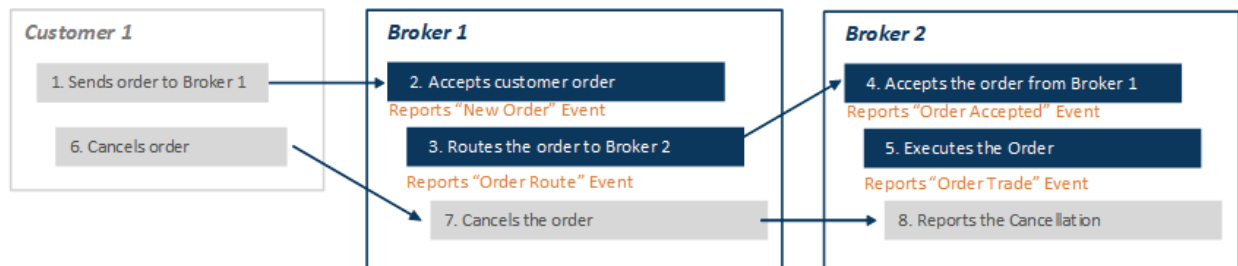 Customer 1
1. Sends order to Broker 1
6. Cancels order
Broker 1
2. Accepts customer order
Reports “New Order” Event
3. Routes the order to Broker 2
Reports “Order Route” Event
7. Cancels the order
Broker 2
4. Accepts the order from Broker 1
Reports “Order Accepted” Event
5. Executes the Order
Reports “Order Trade” Event
8. Reports the Cancellation